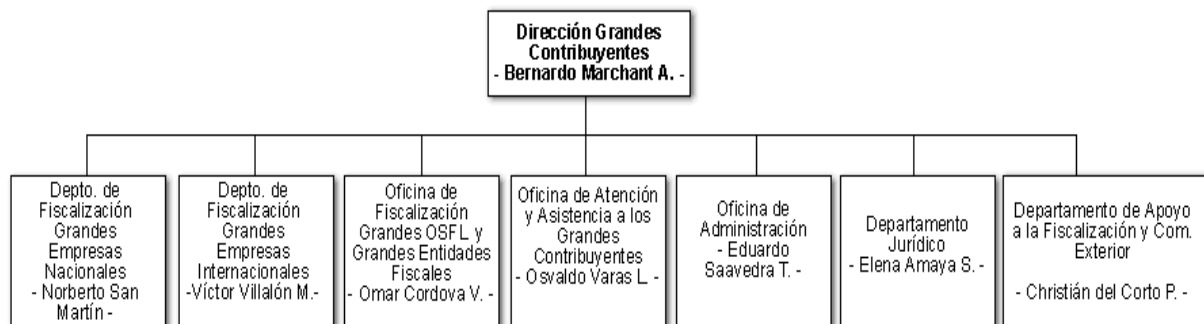 Dirección Grandes
Contribuyentes
- Bernardo Marchant A. -
Depto. de
Fiscalización
Grandes
Empresas
Nacionales
- Norberto San
Martín -
Depto. de
Fiscalización
Grandes
Empresas
Internacionales
-Víctor Villalón M.-
Oficina de
Fiscalización
Grandes OSFL y
Grandes Entidades
Fiscales
- Omar Cordova V. -
Oficina de Atención
y Asistencia a los
Grandes
Contribuyentes
- Osvaldo Varas L. -
Oficina de
Administración
- Eduardo
Saavedra T. -
Departamento
Jurídico
- Elena Amaya S. -
Departamento de Apoyo
a la Fiscalización y Com.
Exterior
- Christián del Corto P. -